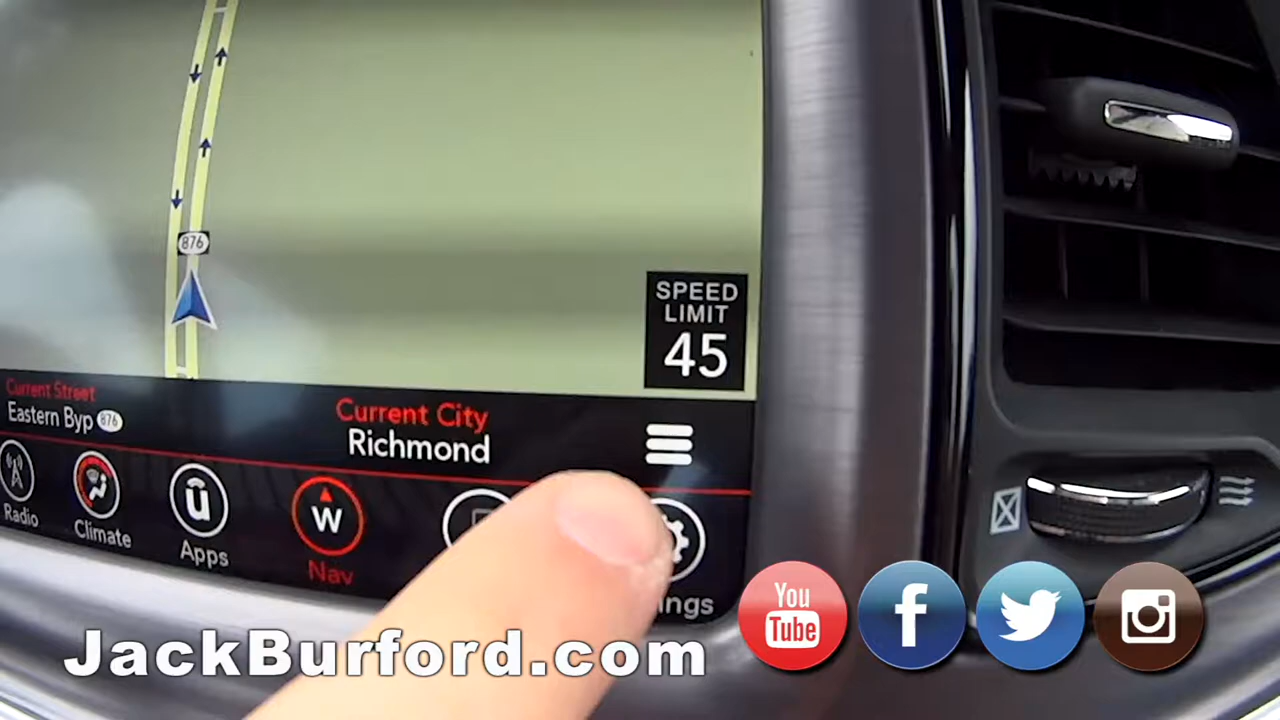 876
SPEED
LIMIT
45
Current Street
Eastern Byp 876
Current City
Richmond
Radio
Climate
ū
Apps
W
Nav
ings
You
Tube
f
JackBurford.com